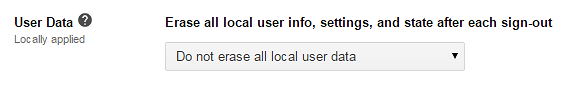 User Data ?
Locally applied
Erase all local user info, settings, and state after each sign-out
Do not erase all local user data